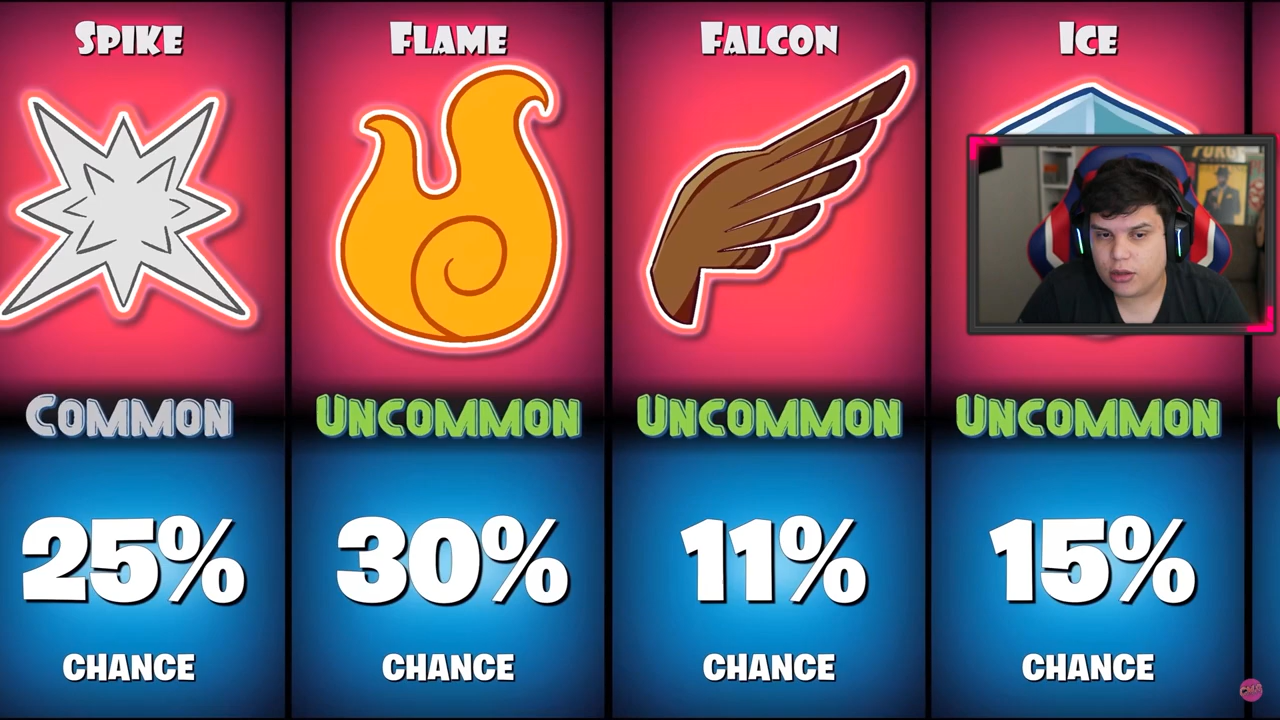 Spike
Flame
Falcon
Ice
Common
Uncommon
Uncommon
Uncommon
25%
30%
11%
15%
CHANCE
CHANCE
CHANCE
CHANCE